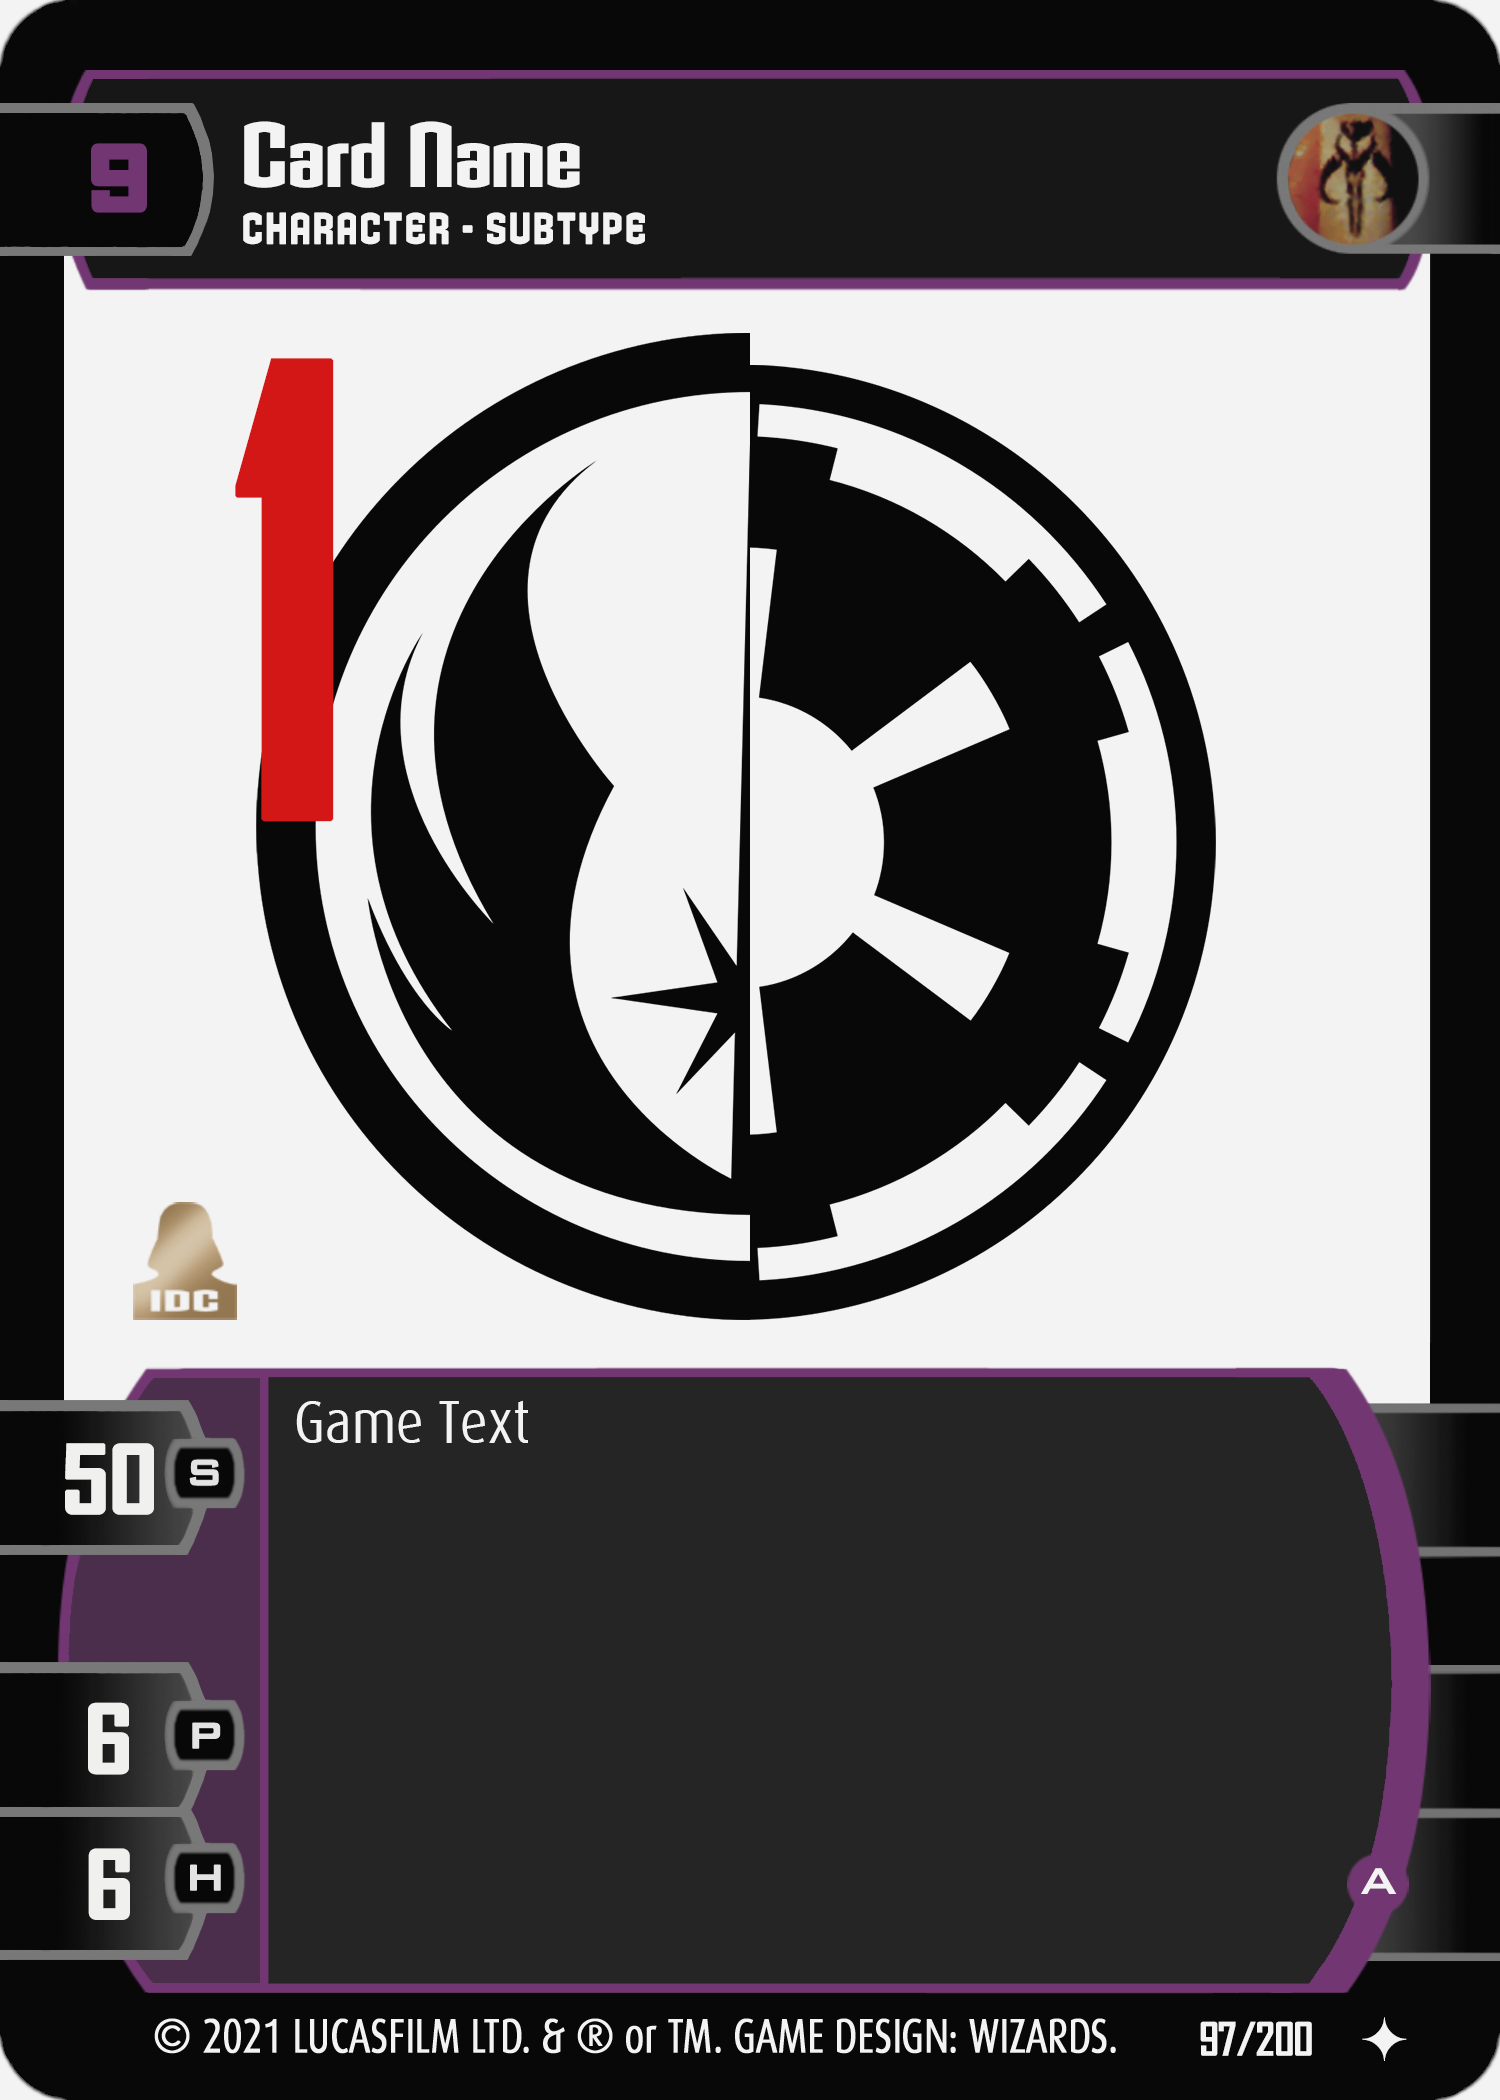 9
Card Name
CHARACTER - SUBTYPE
1
IDC
50 S
Game Text
6 P
6 H
A
© 2021 LUCASFILM LTD. & ® or TM. GAME DESIGN: WIZARDS.
97/200